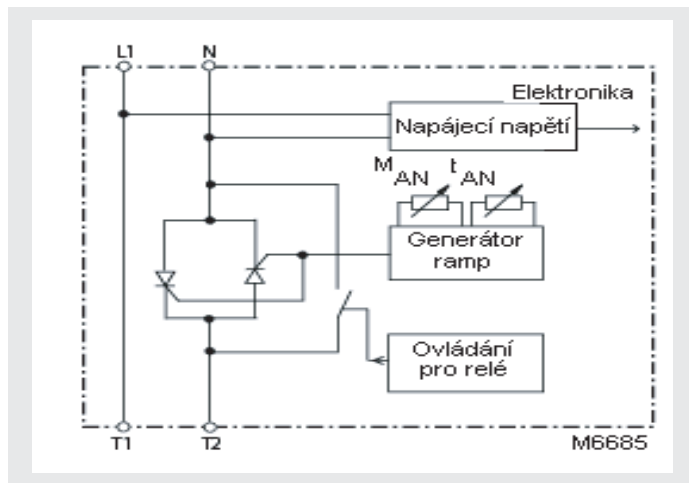 L1 N
Elektronika
Napájecí napětí
M AN t AN
Generátor
ramp
Ovládání
pro relé
T1 T2
M6685